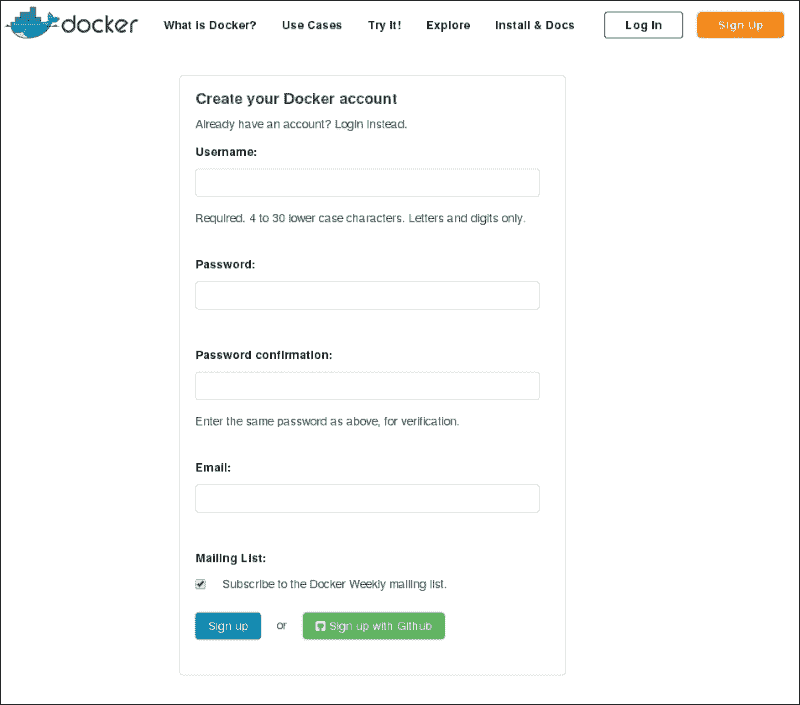 docker What is Docker? Use Cases Try It! Explore Install & Docs Log In Sign Up
Create your Docker account
Already have an account? Login instead.
Username:
Required. 4 to 30 lower case characters. Letters and digits only.
Password:
Password confirmation:
Enter the same password as above, for verification.
Email:
Mailing List:
Subscribe to the Docker Weekly mailing list.
Sign up or Sign up with Github